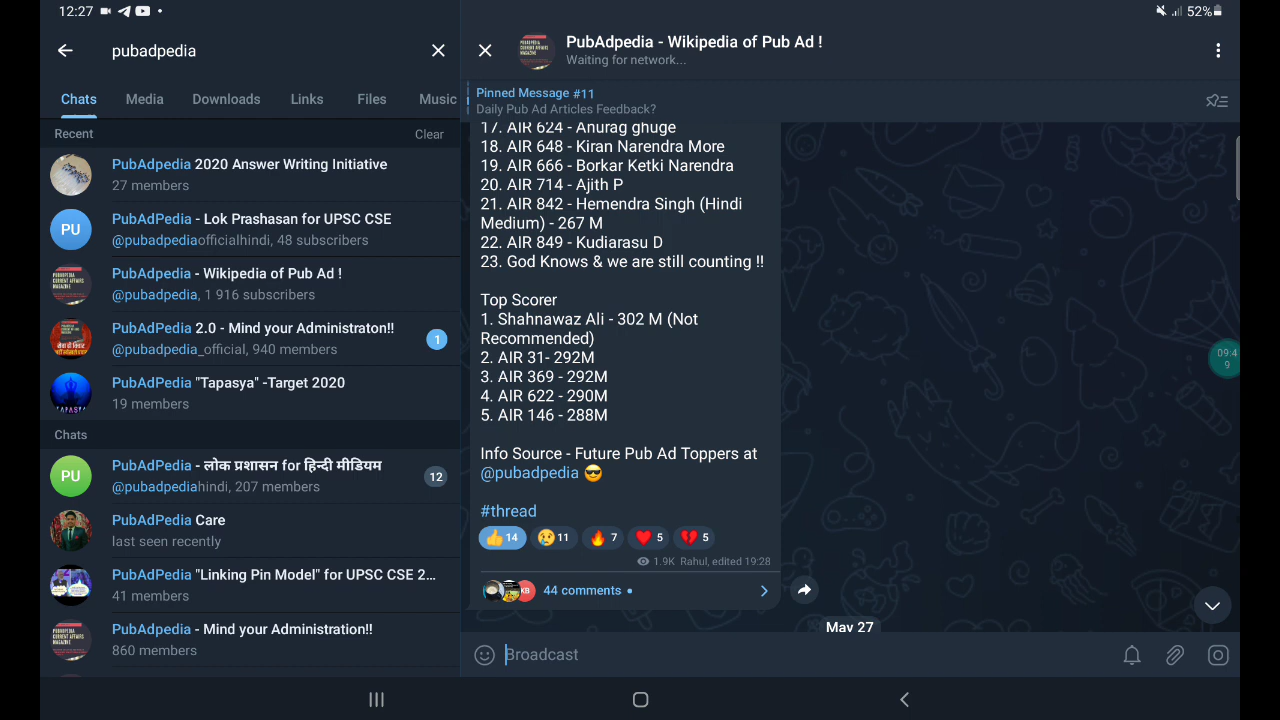 12:27
52%
pubadpedia
Chats
Media
Downloads
Links
Files
Music
Recent
Clear
PubAdpedia 2020 Answer Writing Initiative
27 members
PU
PubAdPedia - Lok Prashasan for UPSC CSE
@pubadpediaofficialhindi, 48 subscribers
PubAdpedia - Wikipedia of Pub Ad !
@pubadpedia, 1 916 subscribers
PubAdPedia 2.0 - Mind your Administraton!!
@pubadpedia_official, 940 members
1
PubAdPedia "Tapasya" -Target 2020
19 members
Chats
PU
PubAdPedia - लोक प्रशासन for हिन्दी मीडियम
@pubadpediahindi, 207 members
12
PubAdPedia Care
last seen recently
PubAdPedia "Linking Pin Model" for UPSC CSE 2...
41 members
PubAdpedia - Mind your Administration!!
860 members
PubAdpedia - Wikipedia of Pub Ad !
Waiting for network...
Pinned Message #11
Daily Pub Ad Articles Feedback?
17. AIR 624 - Anurag ghuge
18. AIR 648 - Kiran Narendra More
19. AIR 666 - Borkar Ketki Narendra
20. AIR 714 - Ajith P
21. AIR 842 - Hemendra Singh (Hindi
Medium) - 267 M
22. AIR 849 - Kudiarasu D
23. God Knows & we are still counting !!
Top Scorer
1. Shahnawaz Ali - 302 M (Not
Recommended)
2. AIR 31- 292M
3. AIR 369 - 292M
4. AIR 622 - 290M
5. AIR 146 - 288M
Info Source - Future Pub Ad Toppers at
@pubadpedia 😎
#thread
👍 14 😢 11 🔥 7 ❤️ 5 💔 5
1.9K Rahul, edited 19:28
KB
44 comments
May 27
Broadcast
09:4
9